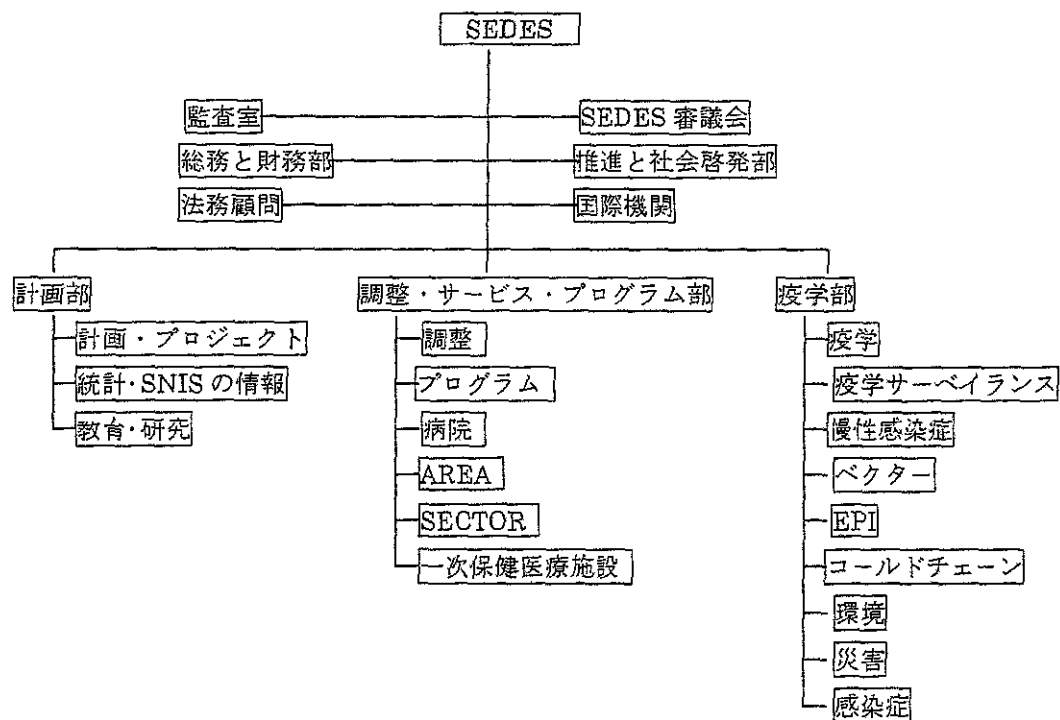 SEDES
監査室
SEDES 審議会
総務と財務部
推進と社会啓発部
法務顧問
国際機関
計画部
調整・サービス・プログラム部
疫学部
計画・プロジェクト
統計・SNIS の情報
教育・研究
調整
プログラム
病院
AREA
SECTOR
一次保健医療施設
疫学
疫学サーベイランス
慢性感染症
ベクター
EPI
コールドチェーン
環境
災害
感染症